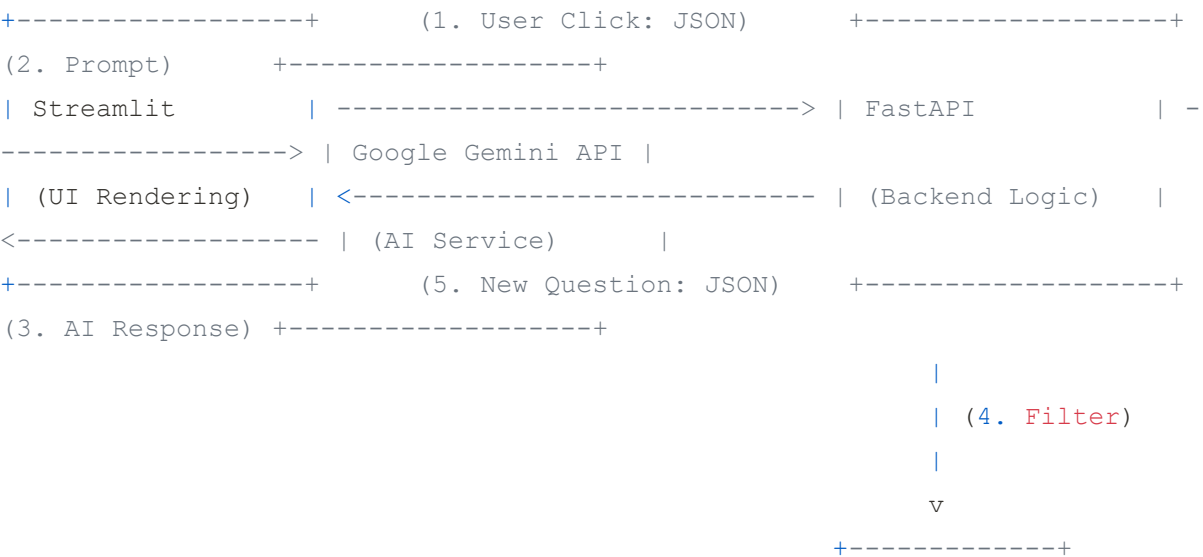 +------------------+ (1. User Click: JSON) +-------------------+
(2. Prompt) +-------------------+
| Streamlit | -----------------------------> | FastAPI | -
------------------> | Google Gemini API |
| (UI Rendering) | <----------------------------- | (Backend Logic) |
<------------------- | (AI Service) |
+------------------+ (5. New Question: JSON) +-------------------+
(3. AI Response) +-------------------+
|
| (4. Filter)
|
v
+-------------+